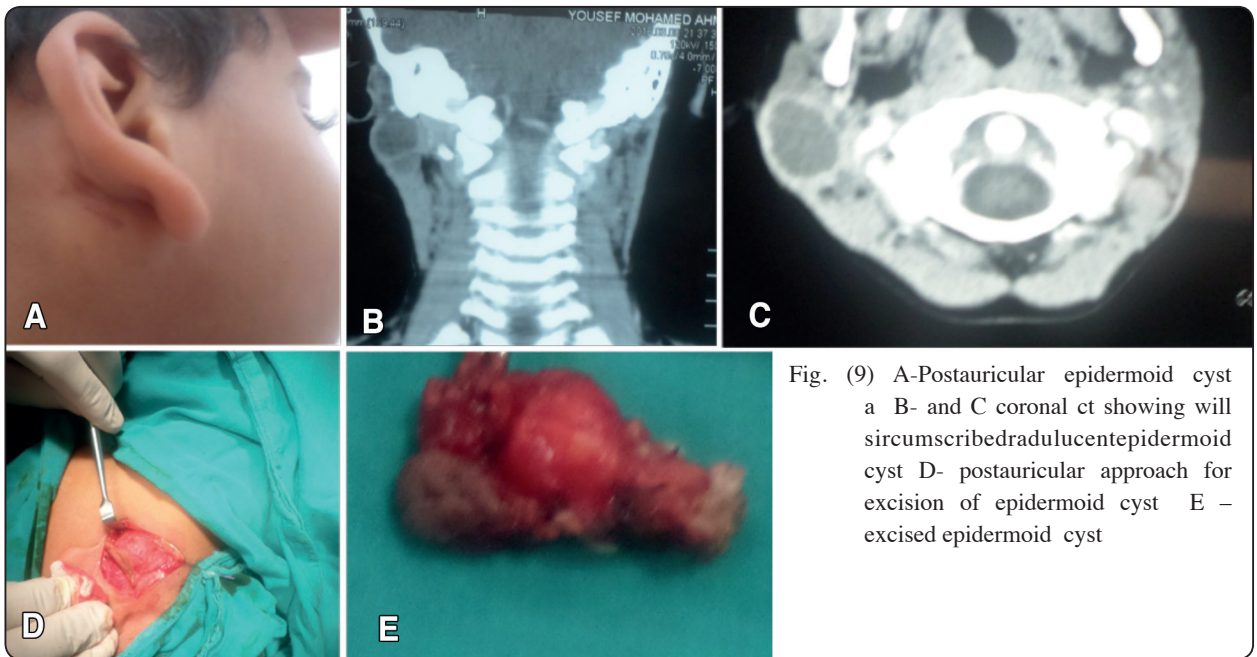 A
B
H
YOUSEF MOHAMED AHM
C
D
E
Fig. (9) A-Postauricular epidermoid cyst
a B- and C coronal ct showing will
sircumscribedradulucentepidermoid
cyst D- postauricular approach for
excision of epidermoid cyst E –
excised epidermoid cyst